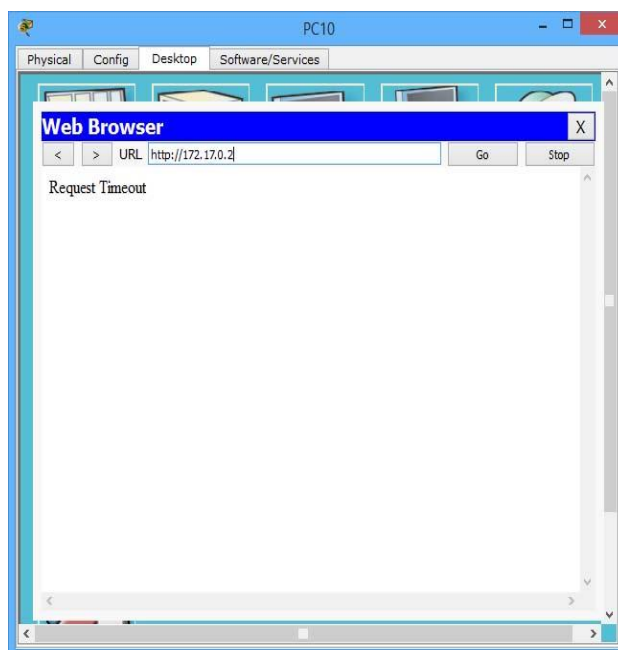 PC10
Physical Config Desktop Software/Services
Web Browser X
< > URL http://172.17.0.2 Go Stop
Request Timeout